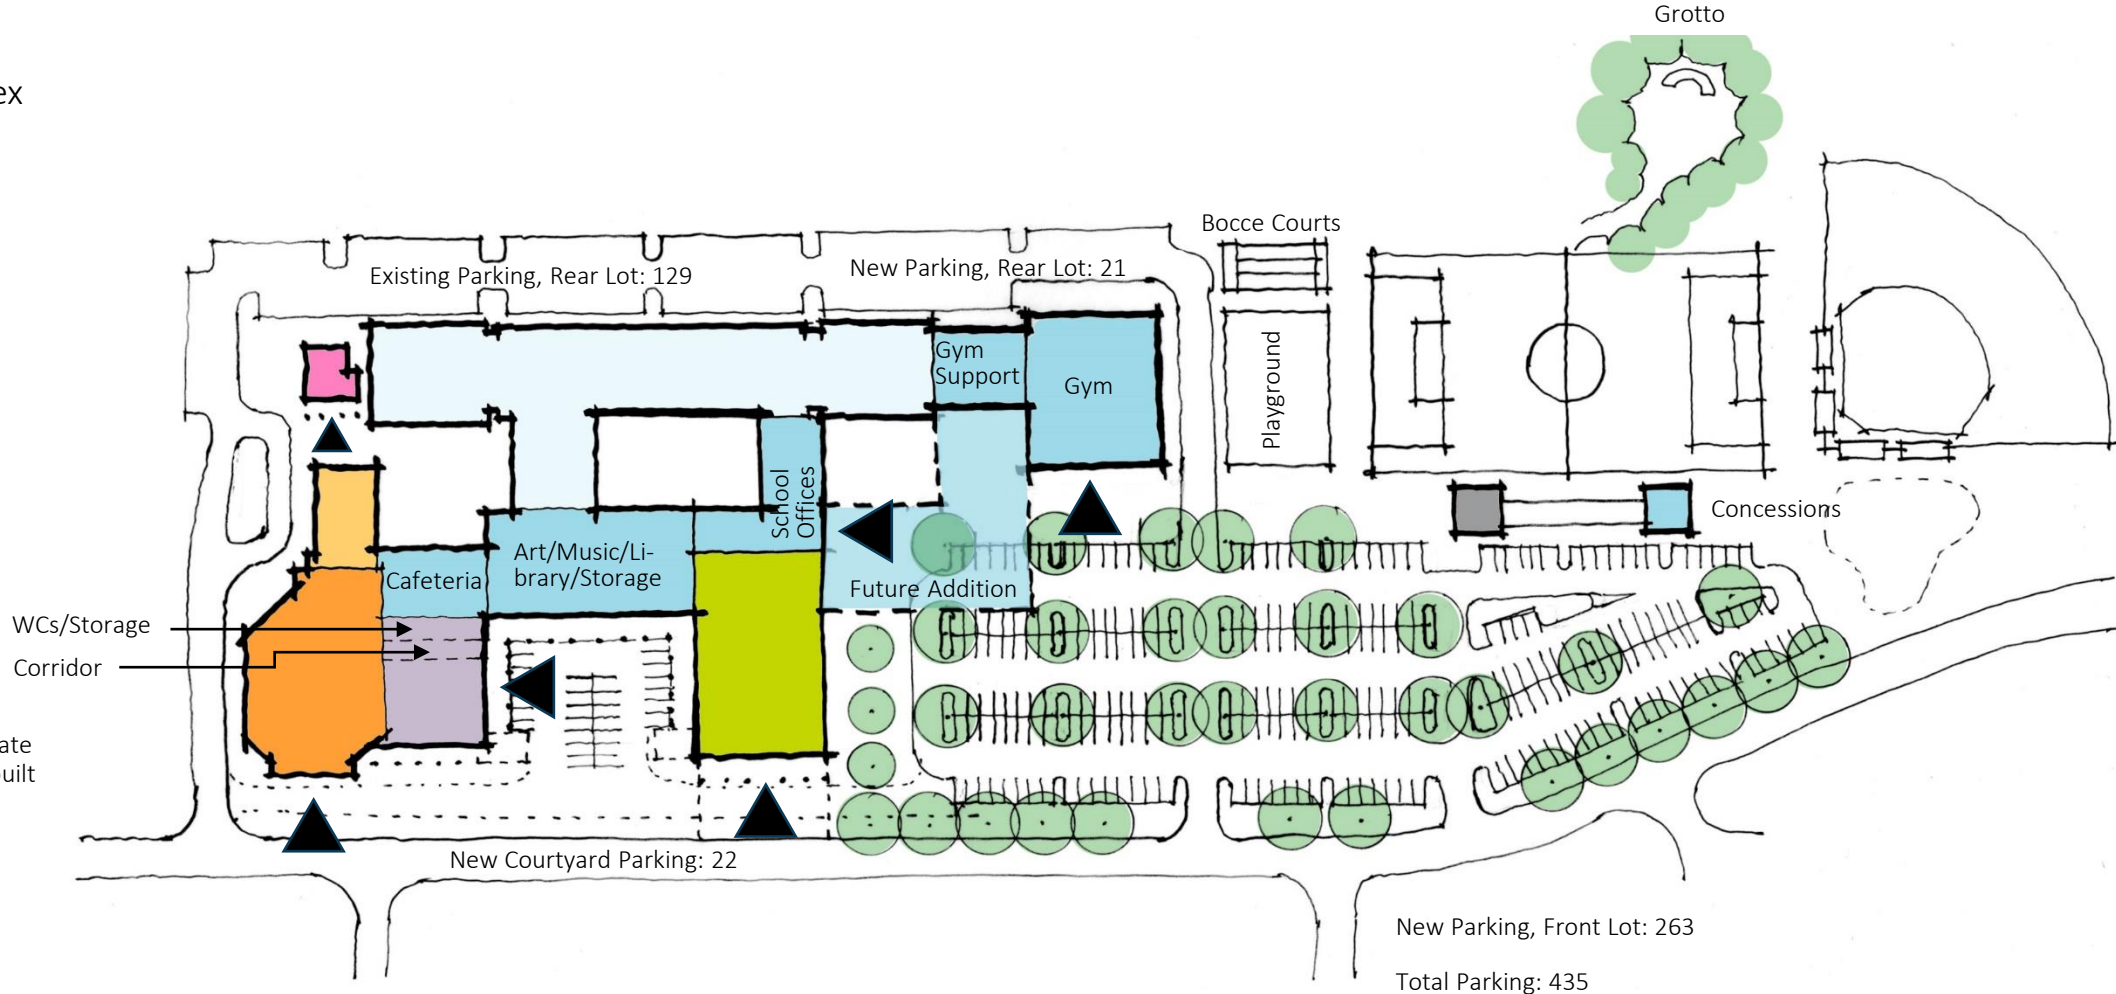 Grotto
ex
Bocce Courts
Existing Parking, Rear Lot: 129
New Parking, Rear Lot: 21
Gym
Support
Gym
Playground
School
Offices
Concessions
Art/Music/Li-
brary/Storage
Cafeteria
Future Addition
WCs/Storage
Corridor
ate
built
New Courtyard Parking: 22
New Parking, Front Lot: 263
Total Parking: 435